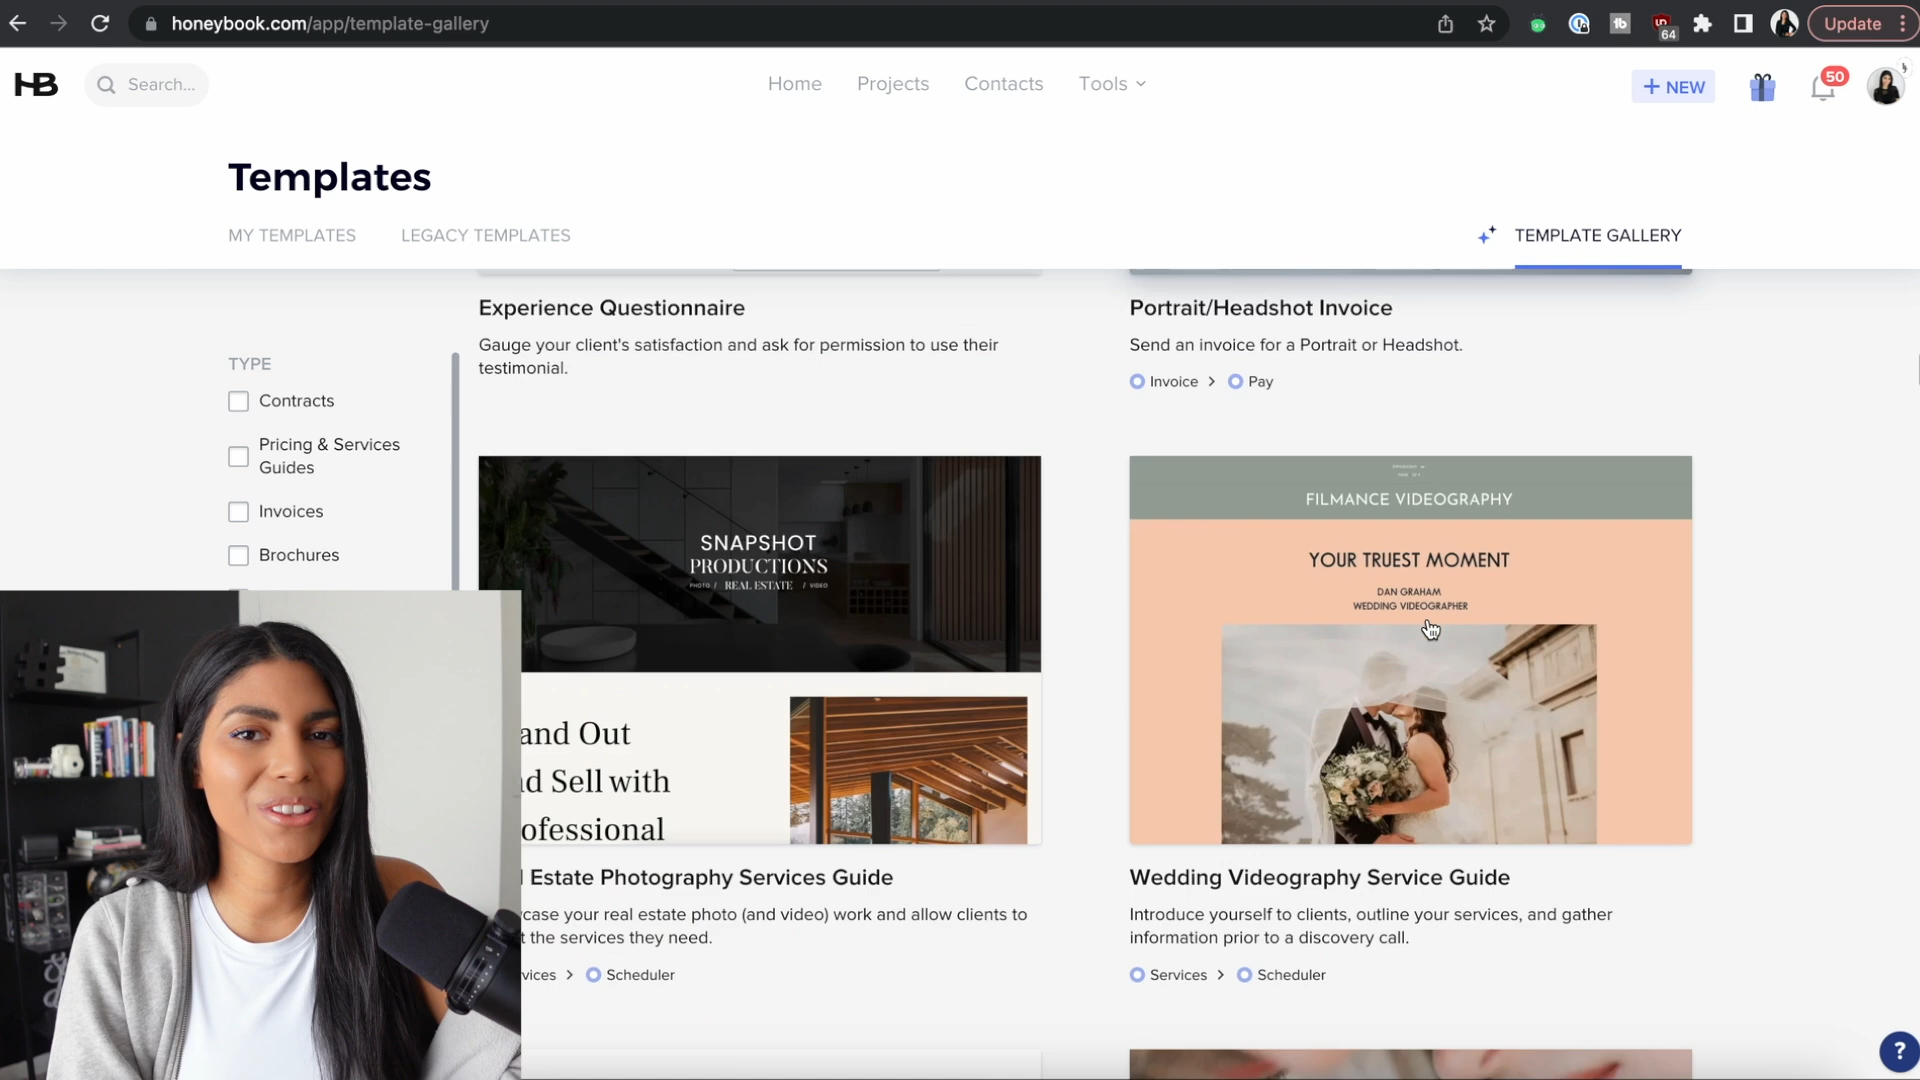 honeybook.com/app/template-gallery
64
Update
HB
Search...
Home
Projects
Contacts
Tools
+ NEW
50
Templates
MY TEMPLATES
LEGACY TEMPLATES
TEMPLATE GALLERY
TYPE
Contracts
Pricing & Services
Guides
Invoices
Brochures
Experience Questionnaire
Gauge your client's satisfaction and ask for permission to use their
testimonial.
Portrait/Headshot Invoice
Send an invoice for a Portrait or Headshot.
Invoice > Pay
SNAPSHOT
PRODUCTIONS
PHOTO / REAL ESTATE / VIDEO
and Out
d Sell with
ofessional
Estate Photography Services Guide
case your real estate photo (and video) work and allow clients to
t the services they need.
vices > Scheduler
FILMANCE VIDEOGRAPHY
YOUR TRUEST MOMENT
DAN GRAHAM
WEDDING VIDEOGRAPHER
Wedding Videography Service Guide
Introduce yourself to clients, outline your services, and gather
information prior to a discovery call.
Services > Scheduler
?